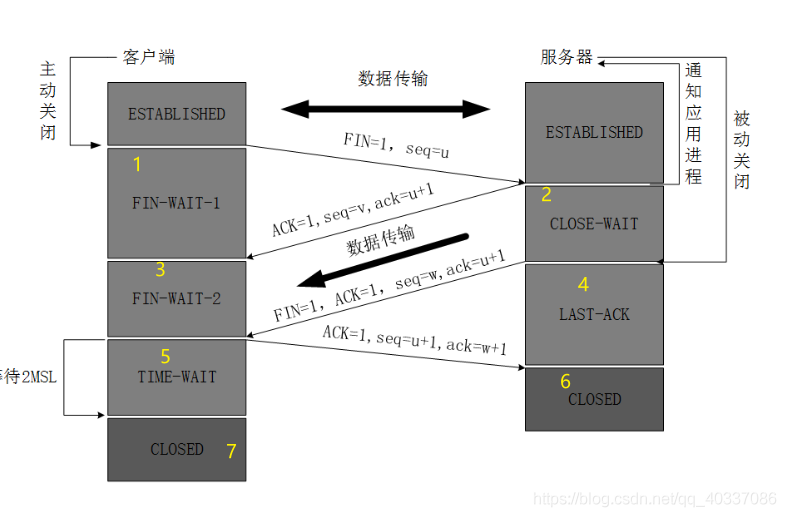 客户端
服务器
主动关闭
数据传输
通知应用进程
被动关闭
ESTABLISHED
ESTABLISHED
FIN=1, seq=u
1
FIN-WAIT-1
2
CLOSE-WAIT
ACK=1,seq=v,ack=u+1
数据传输
3
FIN-WAIT-2
4
LAST-ACK
FIN=1, ACK=1, seq=w,ack=u+1
ACK=1,seq=u+1,ack=w+1
等待2MSL
5
TIME-WAIT
6
CLOSED
CLOSED
7
https://blog.csdn.net/qq_40337086